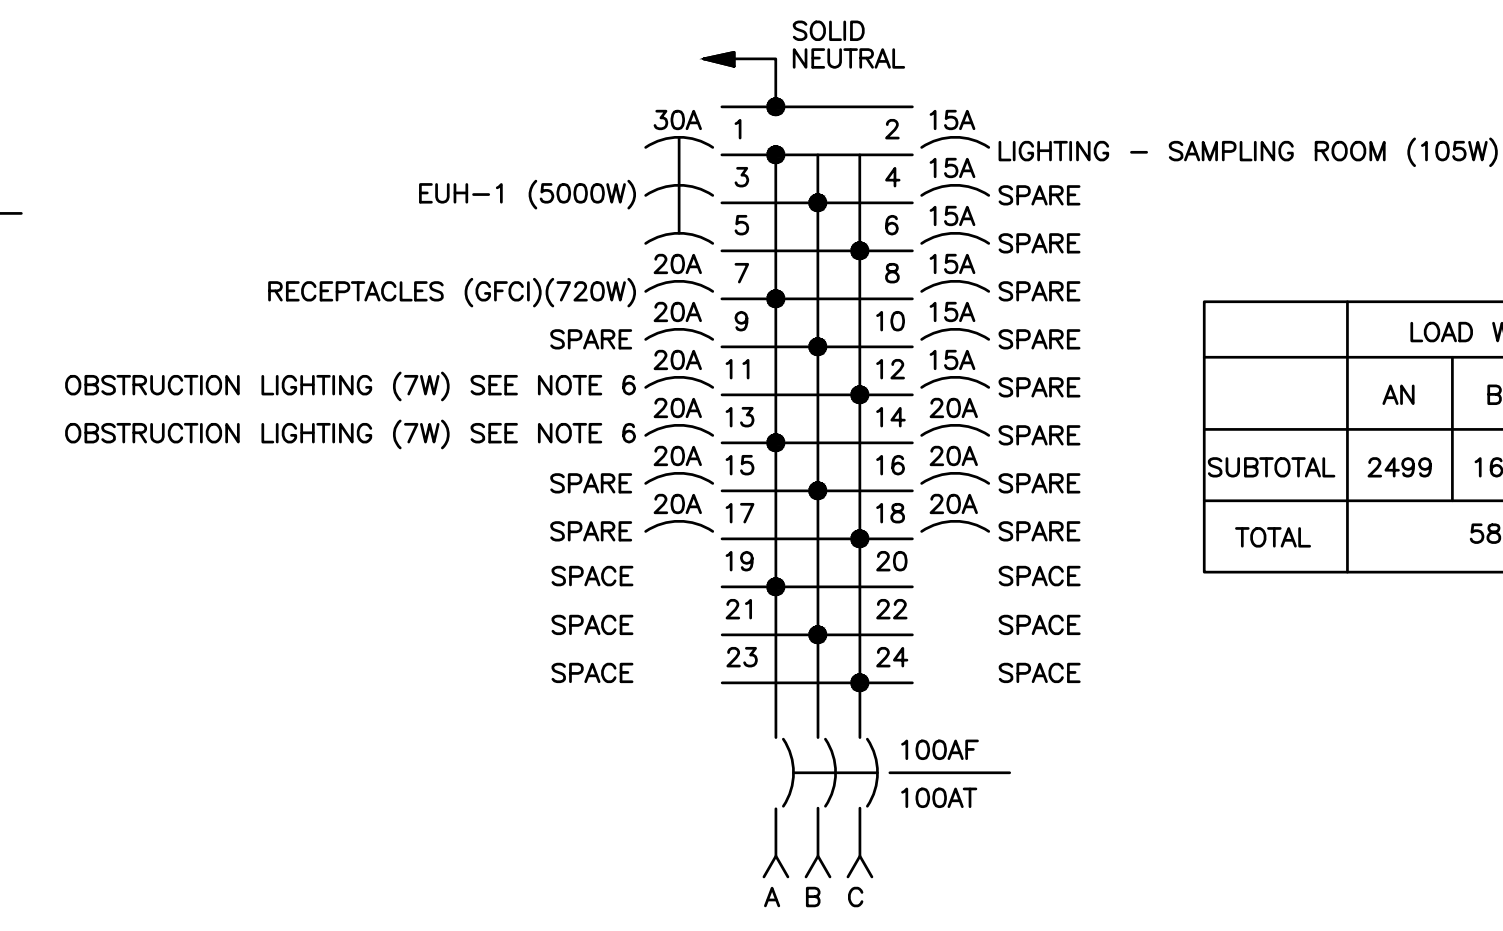 SOLID
NEUTRAL
30A 1 2 15A
LIGHTING - SAMPLING ROOM (105W)
3 4 15A
EUH-1 (5000W) SPARE
5 6 15A
SPARE
20A 7 8 15A
RECEPTACLES (GFCI)(720W) SPARE
20A 9 10 15A
SPARE SPARE
20A 11 12 15A
OBSTRUCTION LIGHTING (7W) SEE NOTE 6 SPARE
20A 13 14 20A
OBSTRUCTION LIGHTING (7W) SEE NOTE 6 SPARE
20A 15 16 20A
SPARE SPARE
20A 17 18 20A
SPARE SPARE
19 20
SPACE SPACE
21 22
SPACE SPACE
23 24
SPACE SPACE
100AF
100AT
A B C
LOAD
AN
SUBTOTAL 2499
TOTAL